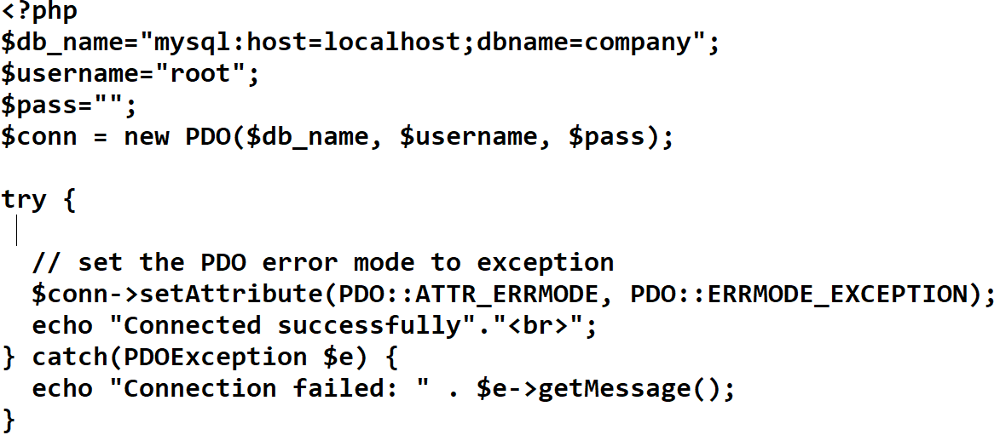 <?php
$db_name="mysql:host=localhost;dbname=company";
$username="root";
$pass="";
$conn = new PDO($db_name, $username, $pass);
try {
// set the PDO error mode to exception
$conn->setAttribute(PDO::ATTR_ERRMODE, PDO::ERRMODE_EXCEPTION);
echo "Connected successfully"."<br>";
} catch(PDOException $e) {
echo "Connection failed: " . $e->getMessage();
}